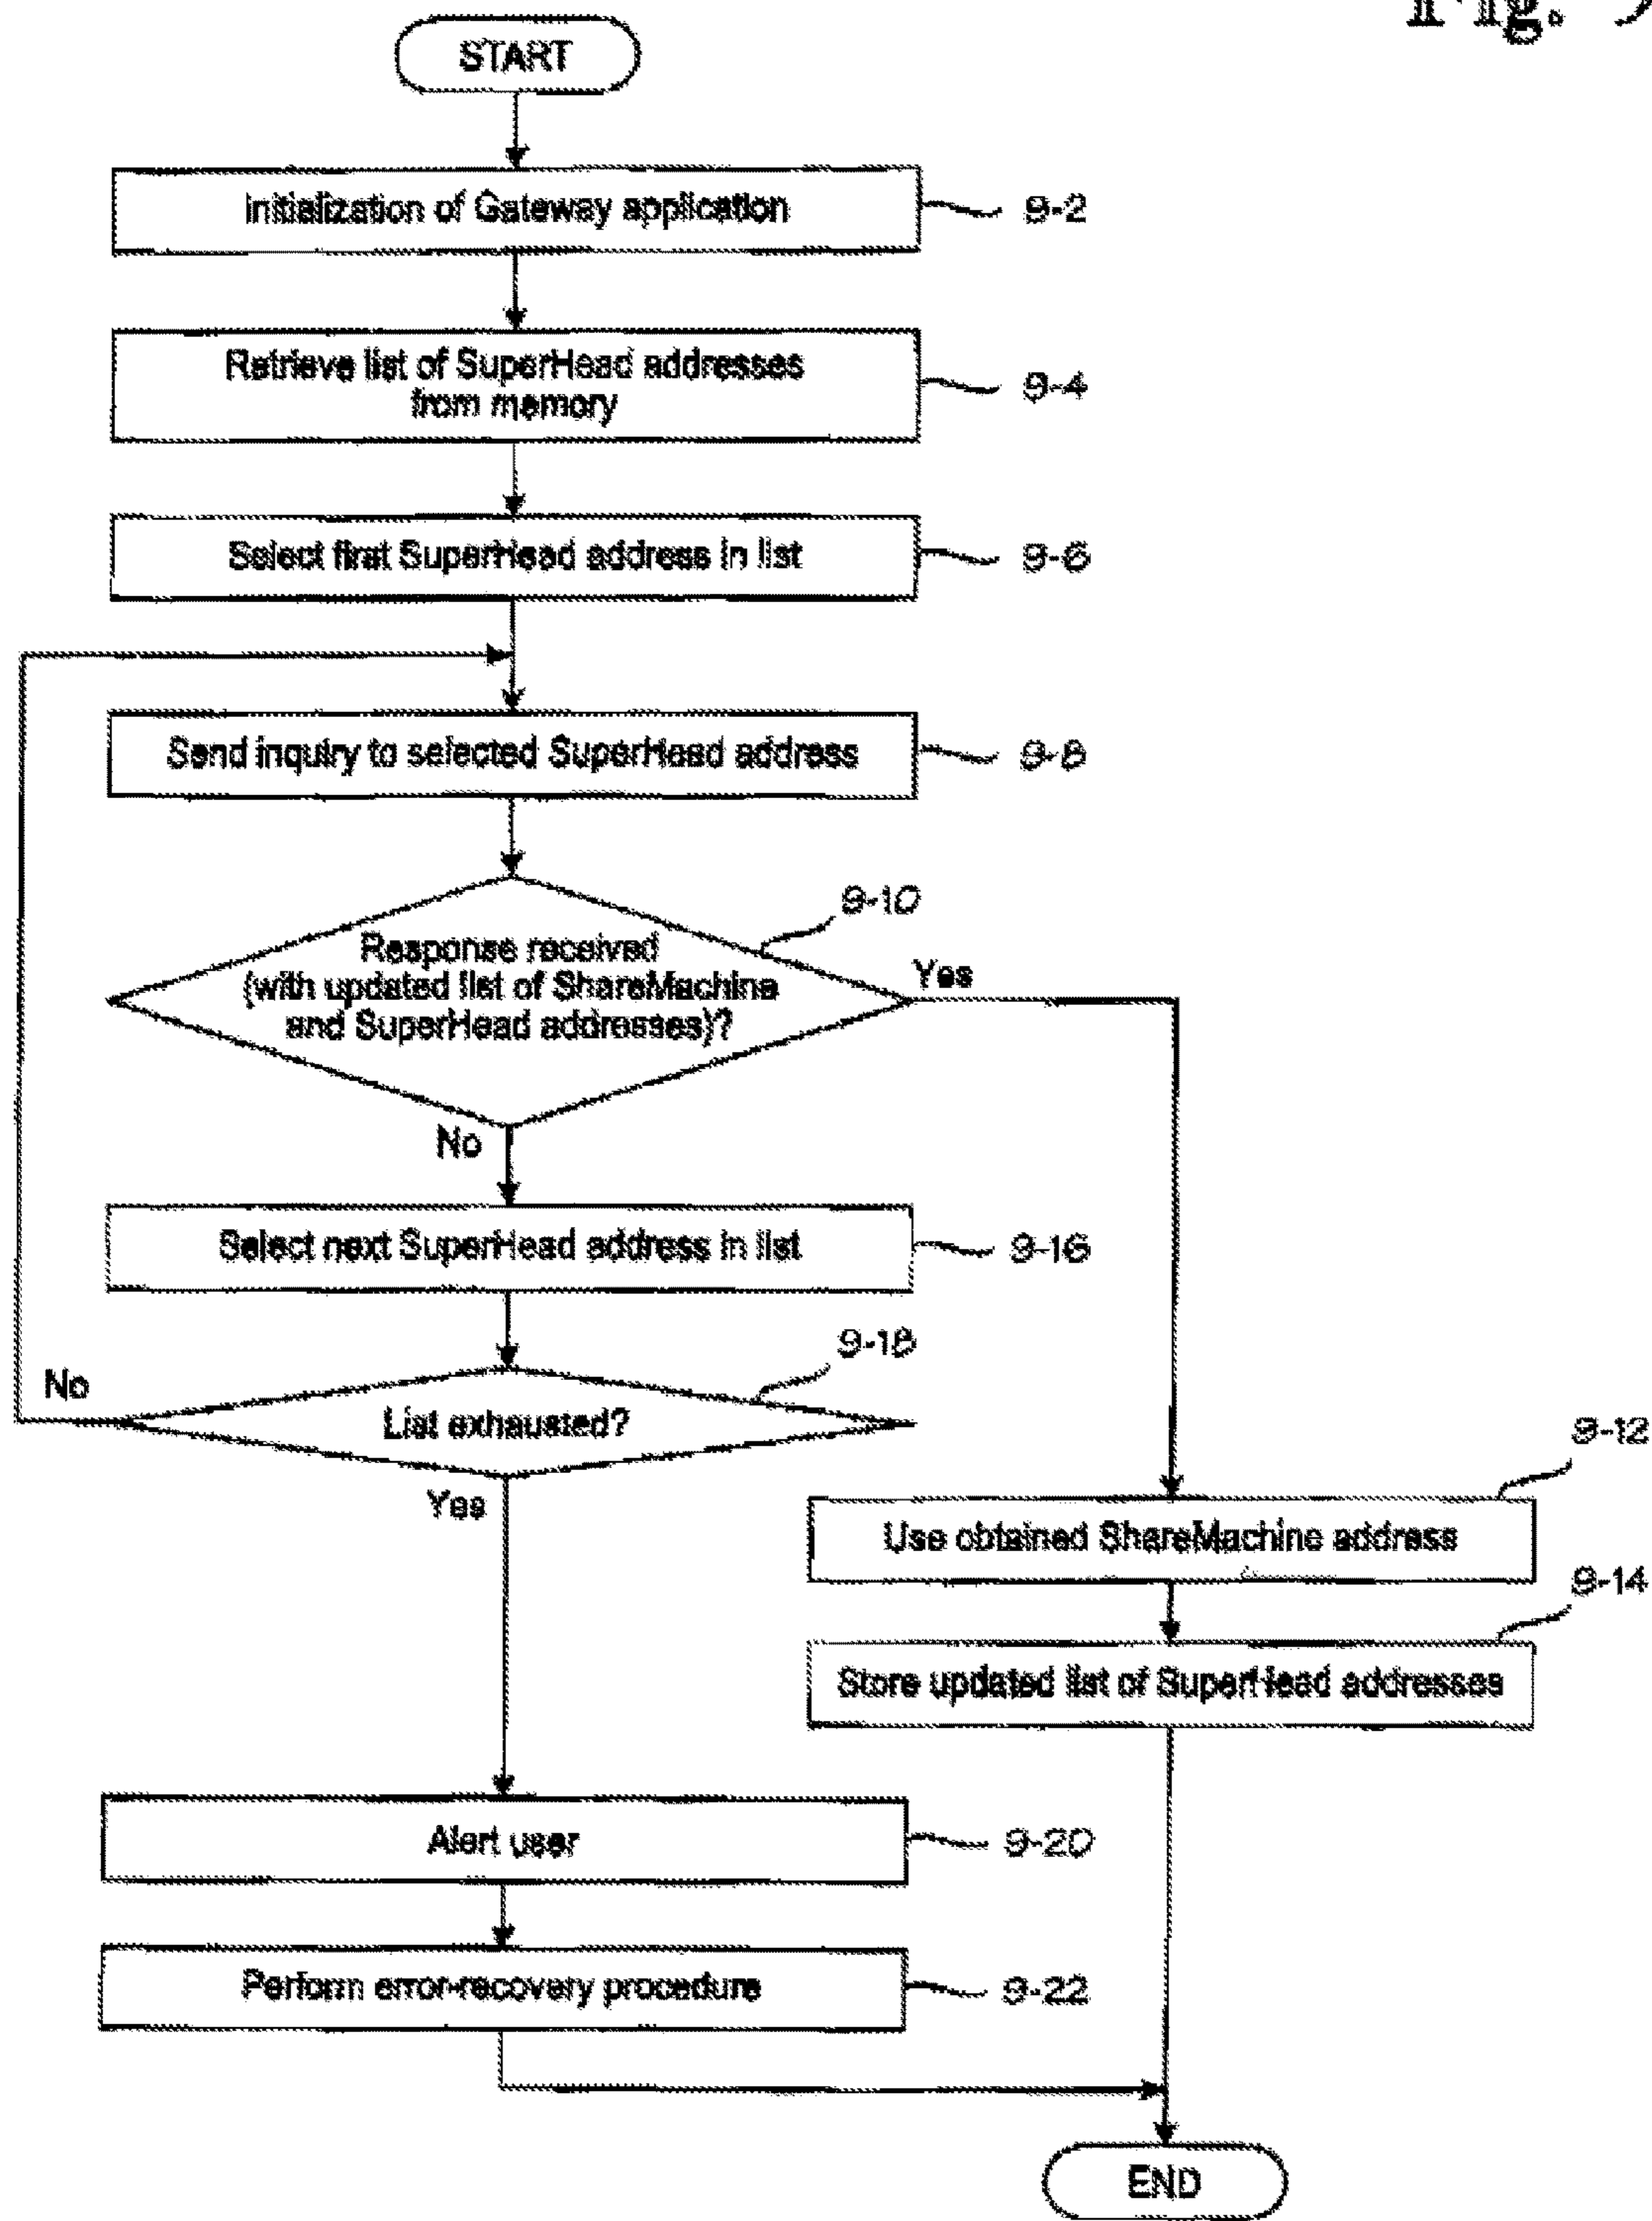 Fig. 9
START
Initialization of Gateway application
9-2
Retrieve list of SuperHead addresses
from memory
9-4
Select first SuperHead address in list
9-6
Send inquiry to selected SuperHead address
9-8
9-10
Response received
(with updated list of ShareMachine
and SuperHead addresses)?
Yes
No
Select next SuperHead address in list
9-16
9-18
No
List exhausted?
Yes
9-12
Use obtained ShareMachine address
9-14
Store updated list of SuperHead addresses
Alert user
9-20
Perform error-recovery procedure
9-22
END